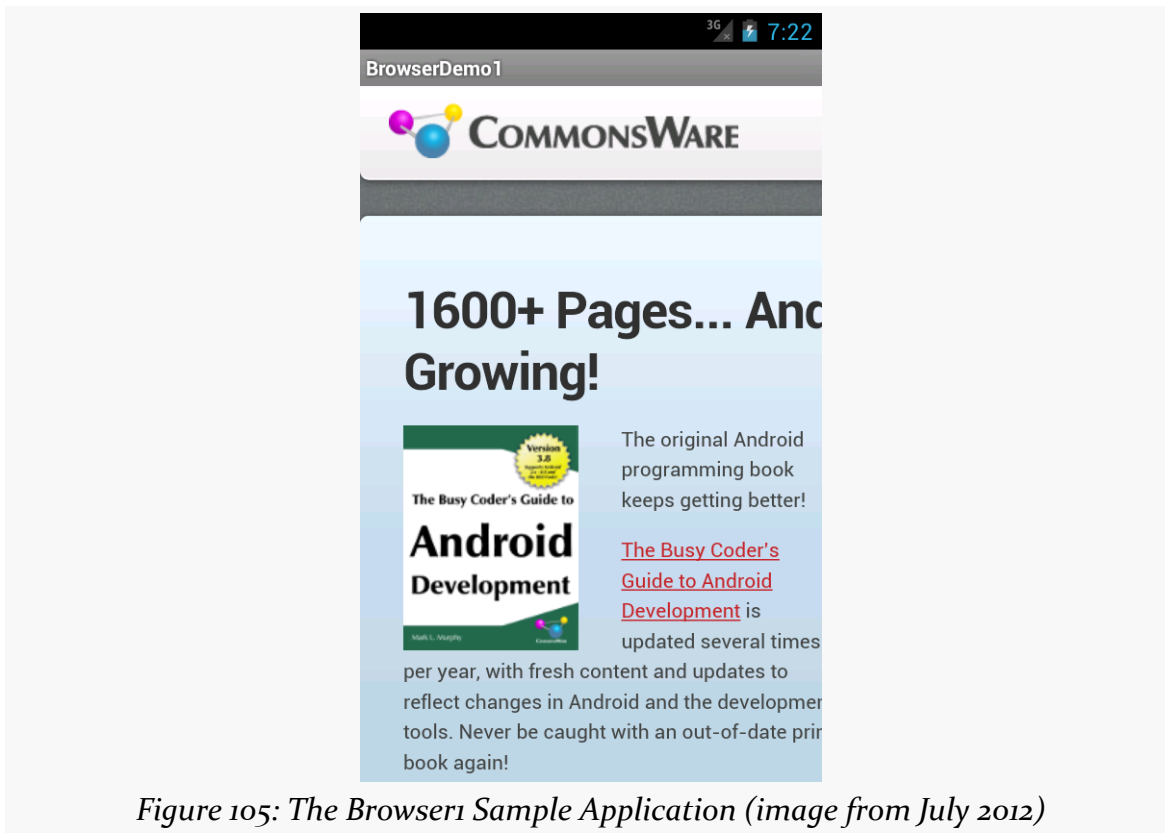 3G 7:22
BrowserDemo1
COMMONSWARE
1600+ Pages... And
Growing!
The original Android
programming book
keeps getting better!
Version
3.8
The Busy Coder's Guide to
Android
Development
Mark L. Murphy
CommonsWare
The Busy Coder's
Guide to Android
Development is
updated several times
per year, with fresh content and updates to
reflect changes in Android and the developmen
tools. Never be caught with an out-of-date prin
book again!
Figure 105: The Browser1 Sample Application (image from July 2012)